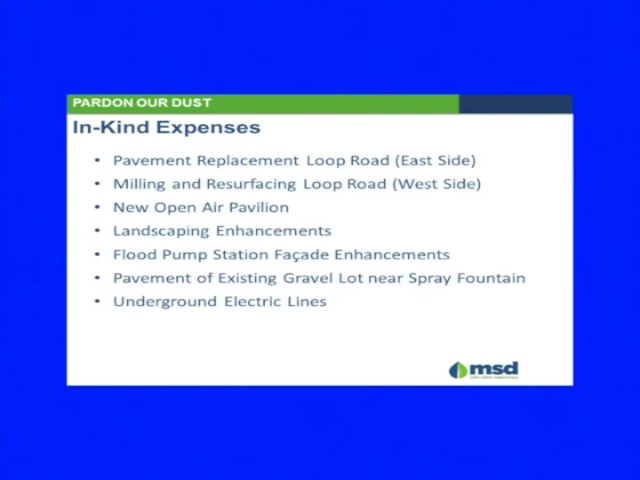 PARDON OUR DUST
In-Kind Expenses
• Pavement Replacement Loop Road (East Side)
• Milling and Resurfacing Loop Road (West Side)
• New Open Air Pavilion
• Landscaping Enhancements
• Flood Pump Station Façade Enhancements
• Pavement of Existing Gravel Lot near Spray Fountain
• Underground Electric Lines
msd